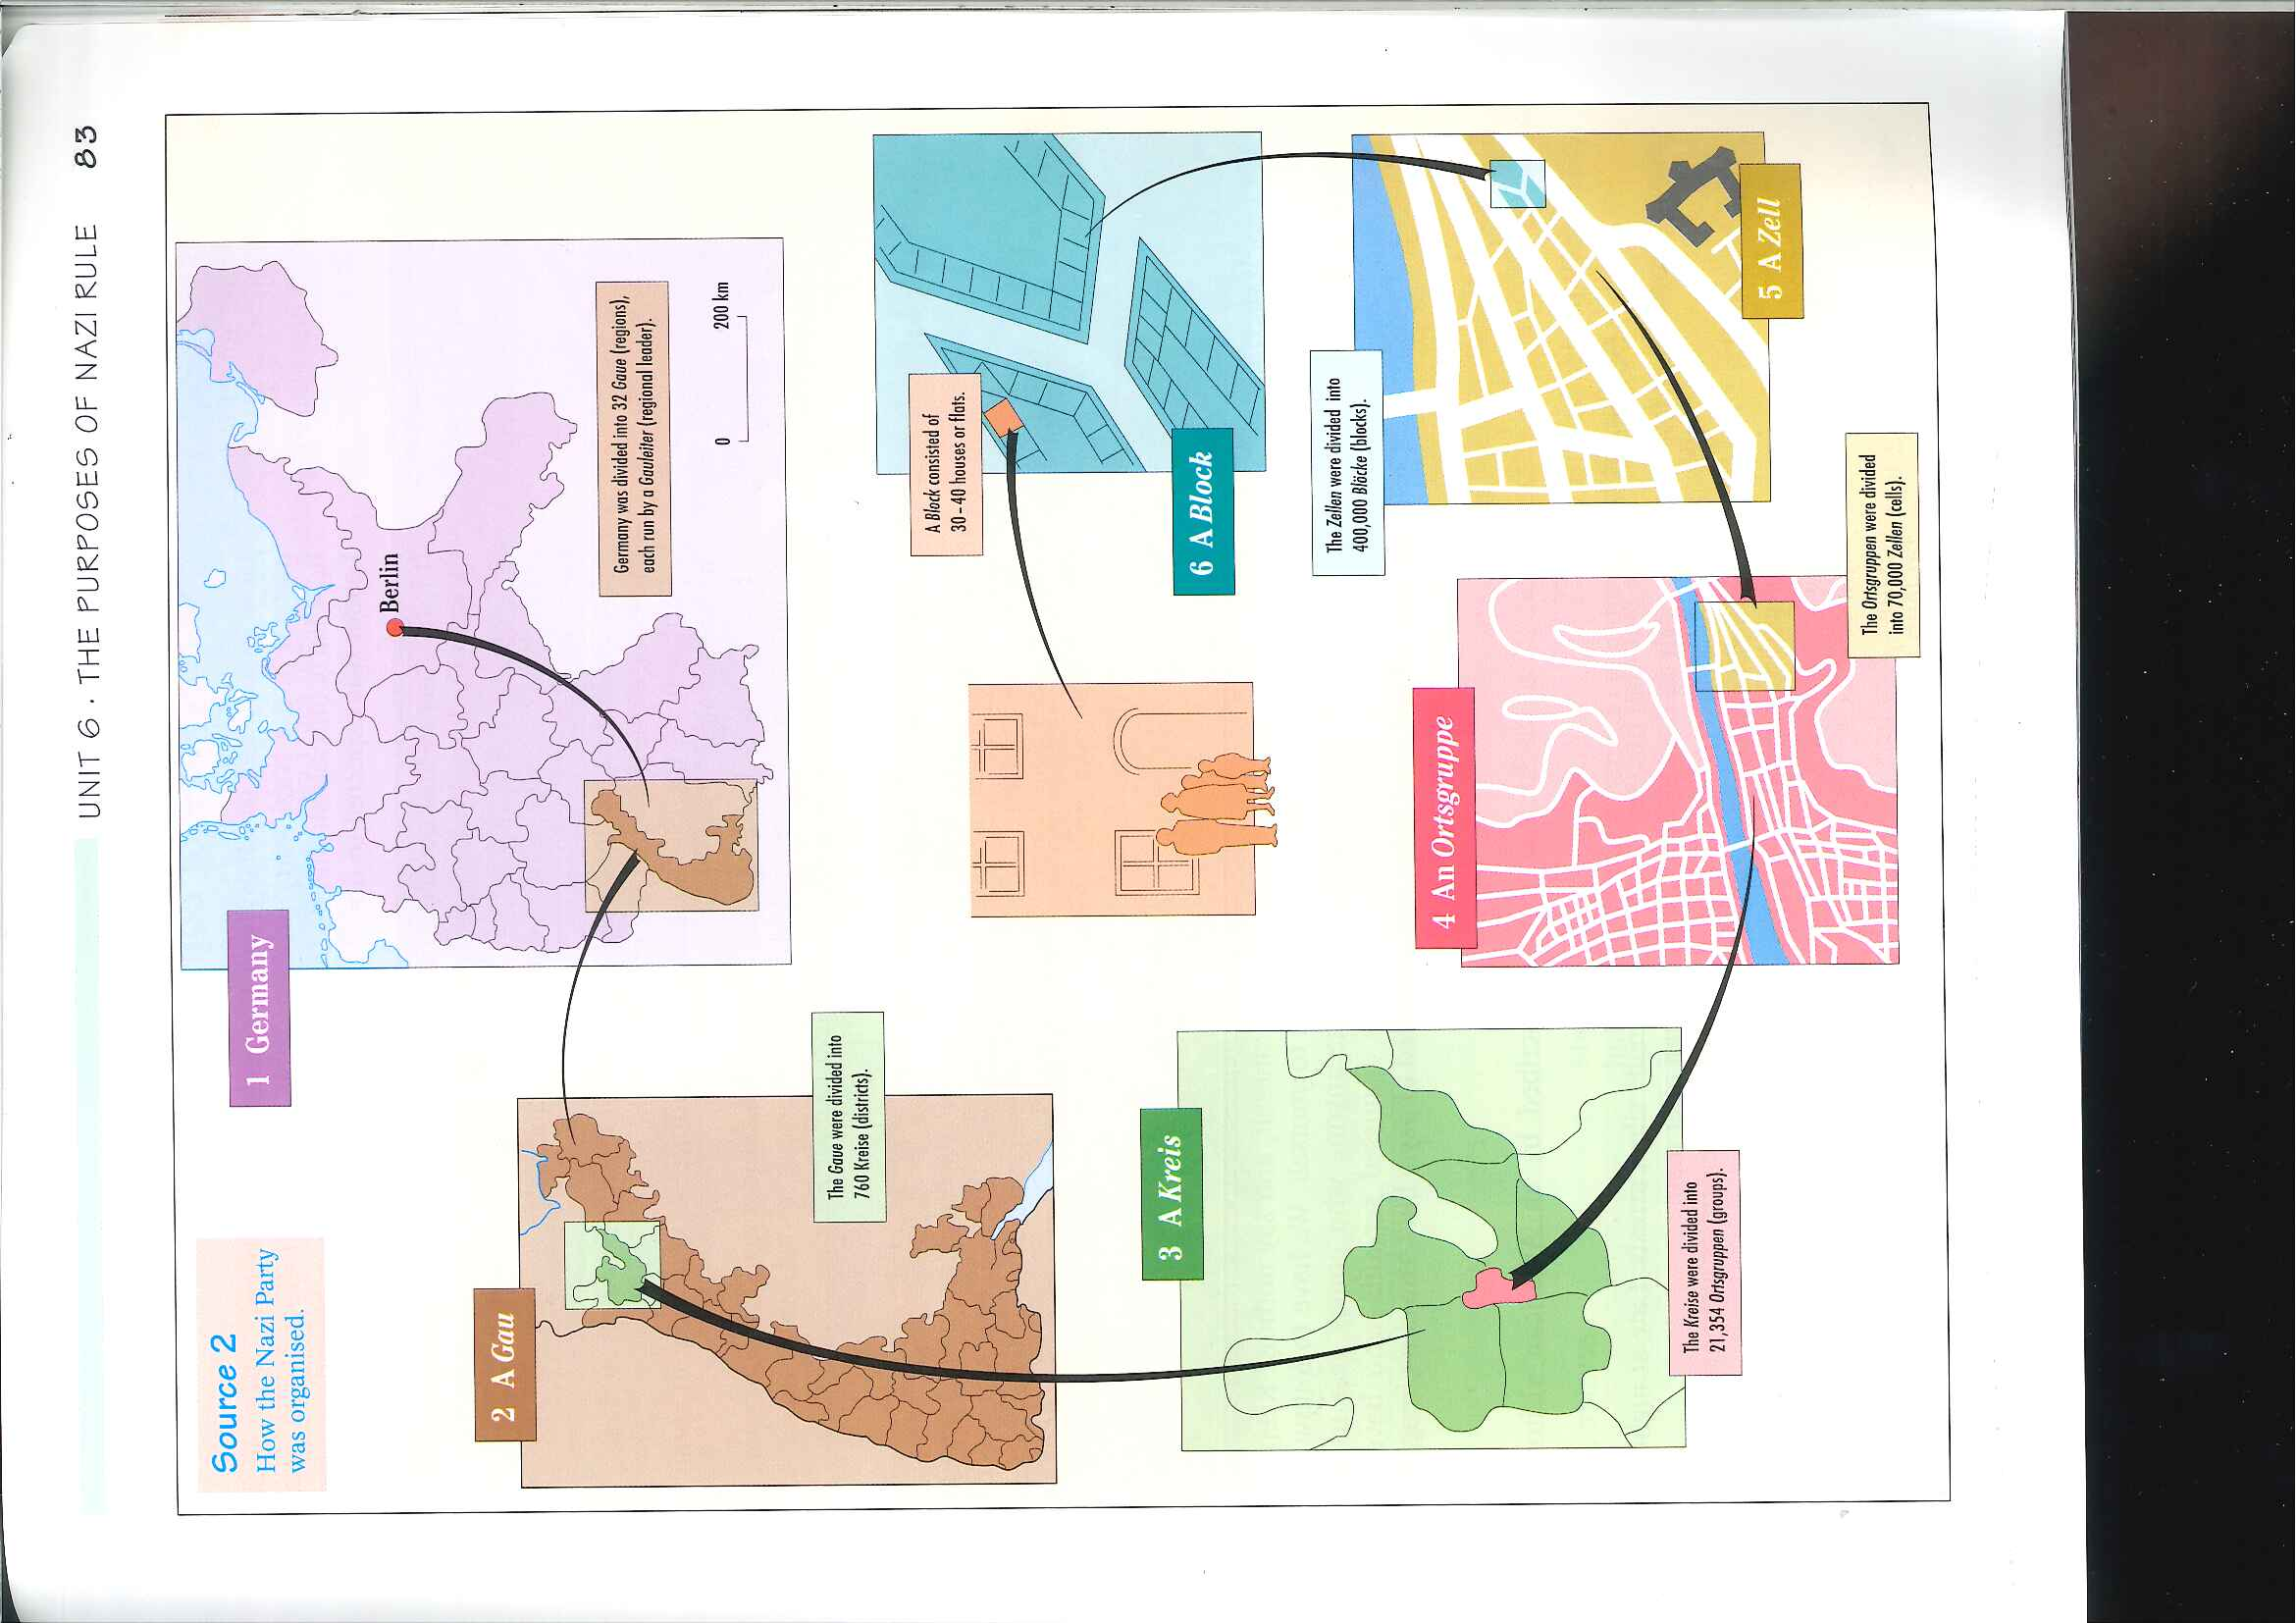 UNIT 6 · THE PURPOSES OF NAZI RULE 83
Source 2
How the Nazi Party
was organised.
1 Germany
Berlin
Germany was divided into 32 Gaue (regions),
each run by a Gauleiter (regional leader).
0 200 km
2 A Gau
The Gaue were divided into
760 Kreise (districts).
3 A Kreis
The Kreise were divided into
21,354 Ortsgruppen (groups).
4 An Ortsgruppe
The Ortsgruppen were divided
into 70,000 Zellen (cells).
5 A Zell
The Zellen were divided into
400,000 Blöcke (blocks).
6 A Block
A Block consisted of
30–40 houses or flats.